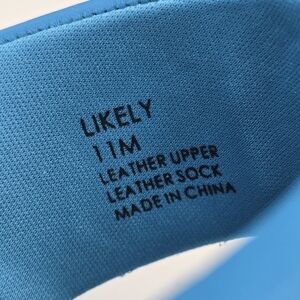 LIKELY
11M
LEATHER UPPER
LEATHER SOCK
MADE IN CHINA